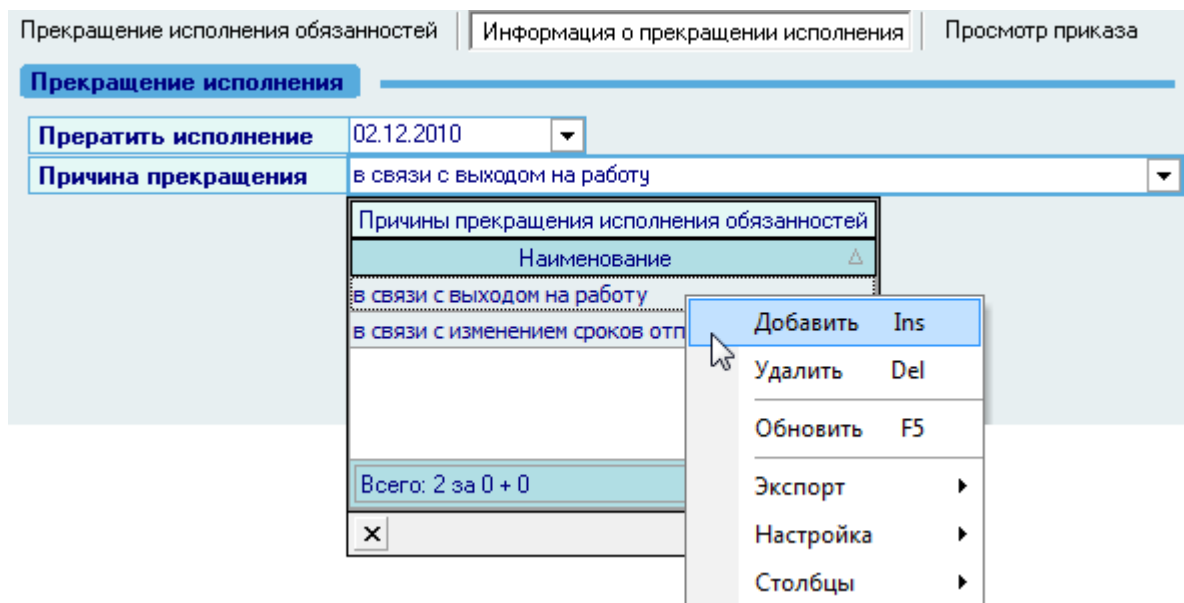 Прекращение исполнения обязанностей Информация о прекращении исполнения Просмотр приказа
Прекращение исполнения
Прератить исполнение 02.12.2010
Причина прекращения в связи с выходом на работу
Причины прекращения исполнения обязанностей
Наименование
в связи с выходом на работу
в связи с изменением сроков отп
Добавить Ins
Удалить Del
Обновить F5
Всего: 2 за 0 + 0
Экспорт
Настройка
Столбцы